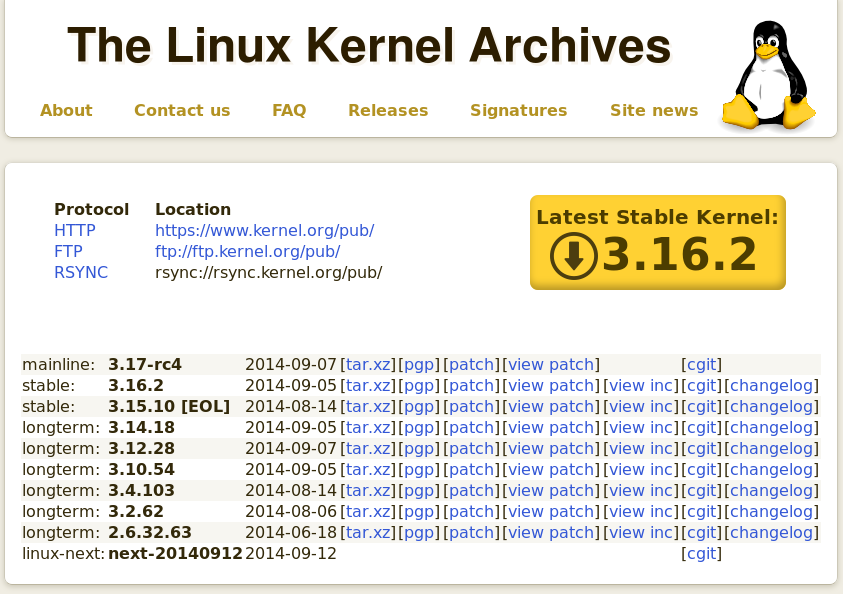 The Linux Kernel Archives
About Contact us FAQ Releases Signatures Site news
Protocol Location
HTTP https://www.kernel.org/pub/
FTP ftp://ftp.kernel.org/pub/
RSYNC rsync://rsync.kernel.org/pub/
Latest Stable Kernel:
3.16.2
mainline: 3.17-rc4 2014-09-07 [tar.xz] [pgp] [patch] [view patch] [cgit]
stable: 3.16.2 2014-09-05 [tar.xz] [pgp] [patch] [view patch] [view inc] [cgit] [changelog]
stable: 3.15.10 [EOL] 2014-08-14 [tar.xz] [pgp] [patch] [view patch] [view inc] [cgit] [changelog]
longterm: 3.14.18 2014-09-05 [tar.xz] [pgp] [patch] [view patch] [view inc] [cgit] [changelog]
longterm: 3.12.28 2014-09-07 [tar.xz] [pgp] [patch] [view patch] [view inc] [cgit] [changelog]
longterm: 3.10.54 2014-09-05 [tar.xz] [pgp] [patch] [view patch] [view inc] [cgit] [changelog]
longterm: 3.4.103 2014-08-14 [tar.xz] [pgp] [patch] [view patch] [view inc] [cgit] [changelog]
longterm: 3.2.62 2014-08-06 [tar.xz] [pgp] [patch] [view patch] [view inc] [cgit] [changelog]
longterm: 2.6.32.63 2014-06-18 [tar.xz] [pgp] [patch] [view patch] [view inc] [cgit] [changelog]
linux-next: next-20140912 2014-09-12 [cgit]